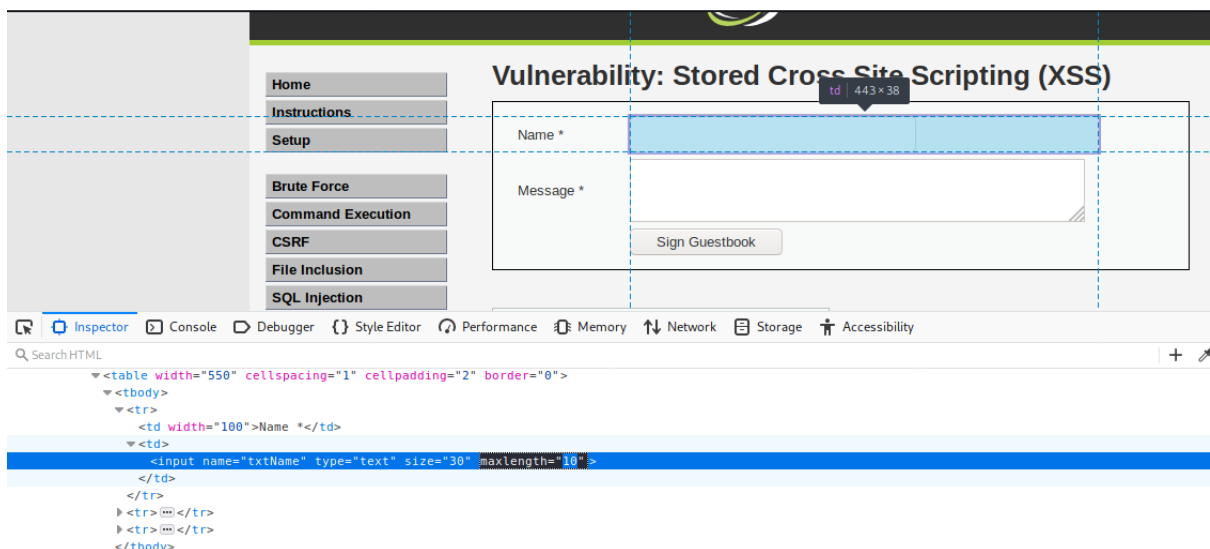 Vulnerability: Stored Cross Site Scripting (XSS)
td 443×38
Home
Instructions
Setup
Brute Force
Command Execution
CSRF
File Inclusion
SQL Injection
Name *
Message *
Sign Guestbook
Inspector Console Debugger {} Style Editor Performance Memory Network Storage Accessibility
Search HTML +
<table width="550" cellspacing="1" cellpadding="2" border="0">
<tbody>
<tr>
<td width="100">Name *</td>
<td>
<input name="txtName" type="text" size="30" maxlength="10">
</td>
</tr>
<tr>⋯</tr>
<tr>⋯</tr>
</tbody>